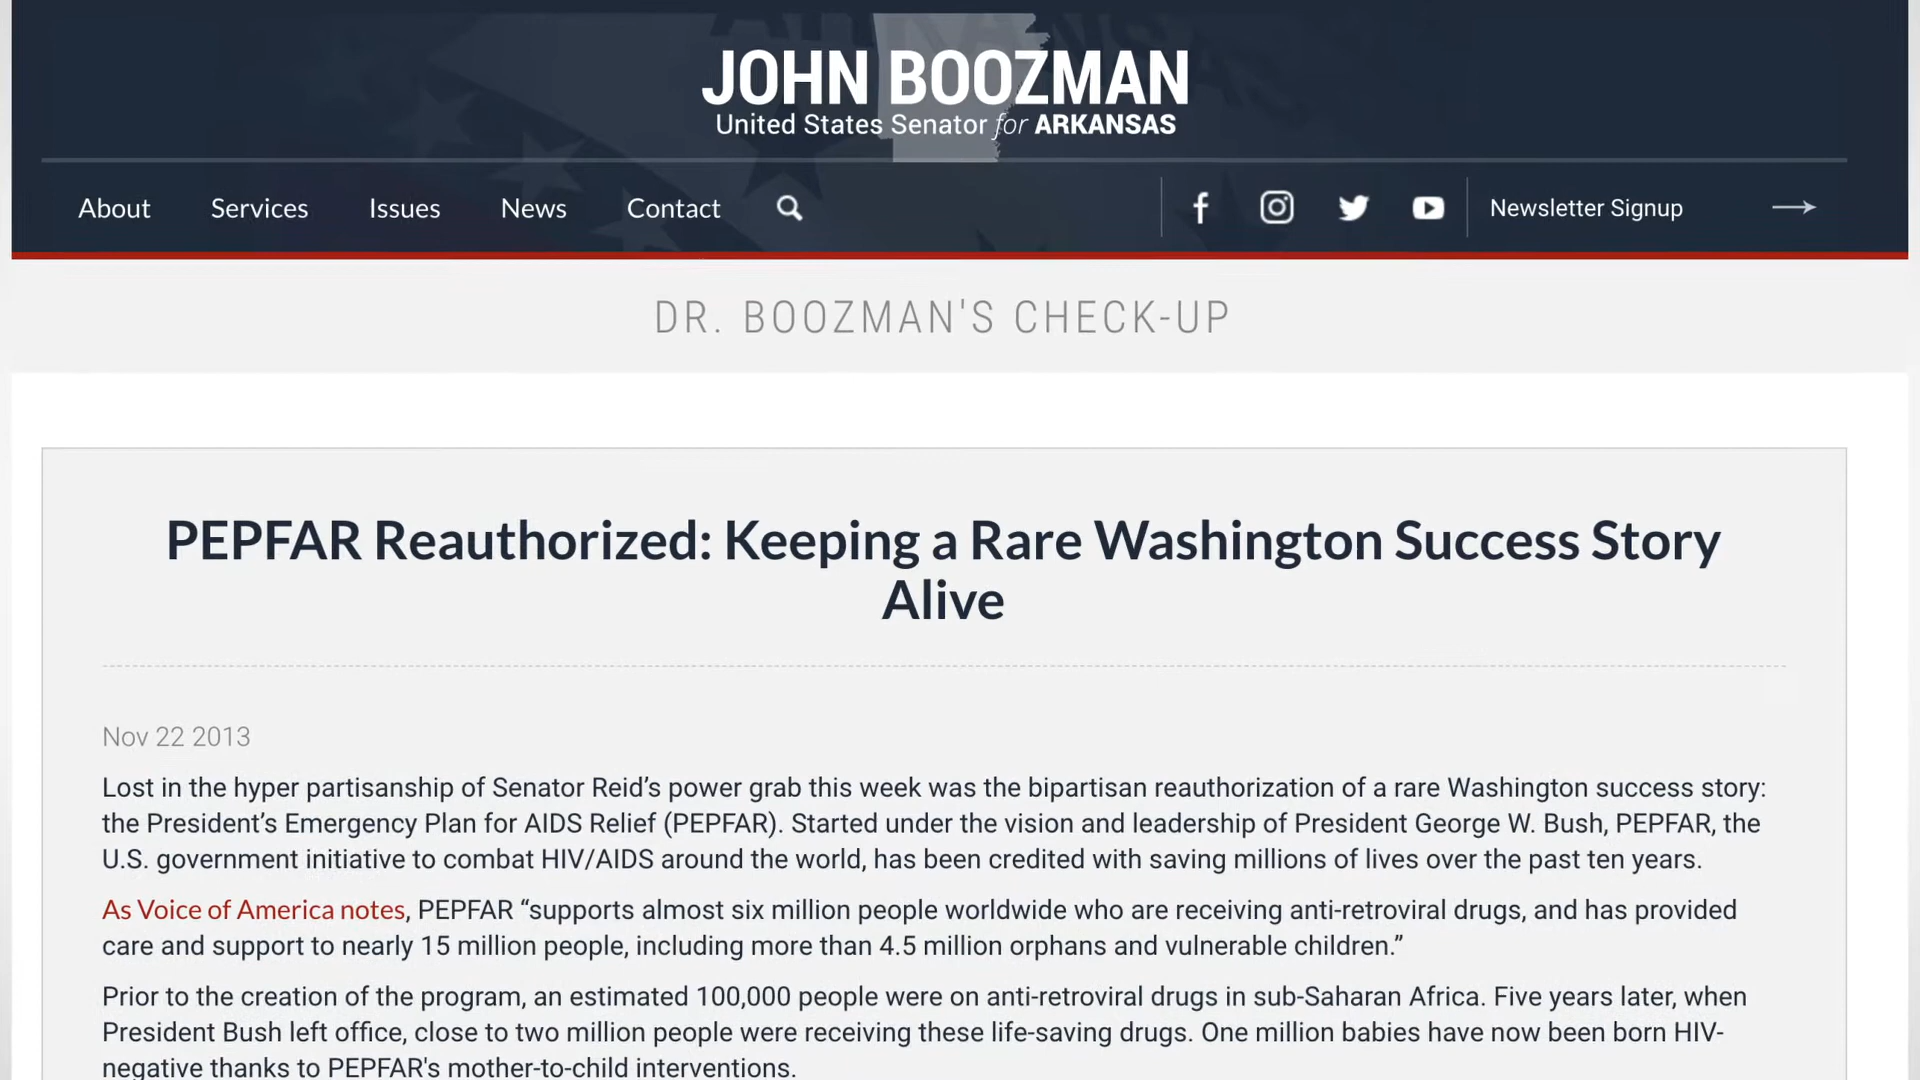 JOHN BOOZMAN
United States Senator for ARKANSAS
About Services Issues News Contact Newsletter Signup
DR. BOOZMAN'S CHECK-UP
PEPFAR Reauthorized: Keeping a Rare Washington Success Story
Alive
Nov 22 2013
Lost in the hyper partisanship of Senator Reid’s power grab this week was the bipartisan reauthorization of a rare Washington success story:
the President’s Emergency Plan for AIDS Relief (PEPFAR). Started under the vision and leadership of President George W. Bush, PEPFAR, the
U.S. government initiative to combat HIV/AIDS around the world, has been credited with saving millions of lives over the past ten years.
As Voice of America notes, PEPFAR “supports almost six million people worldwide who are receiving anti-retroviral drugs, and has provided
care and support to nearly 15 million people, including more than 4.5 million orphans and vulnerable children.”
Prior to the creation of the program, an estimated 100,000 people were on anti-retroviral drugs in sub-Saharan Africa. Five years later, when
President Bush left office, close to two million people were receiving these life-saving drugs. One million babies have now been born HIV-
negative thanks to PEPFAR's mother-to-child interventions.